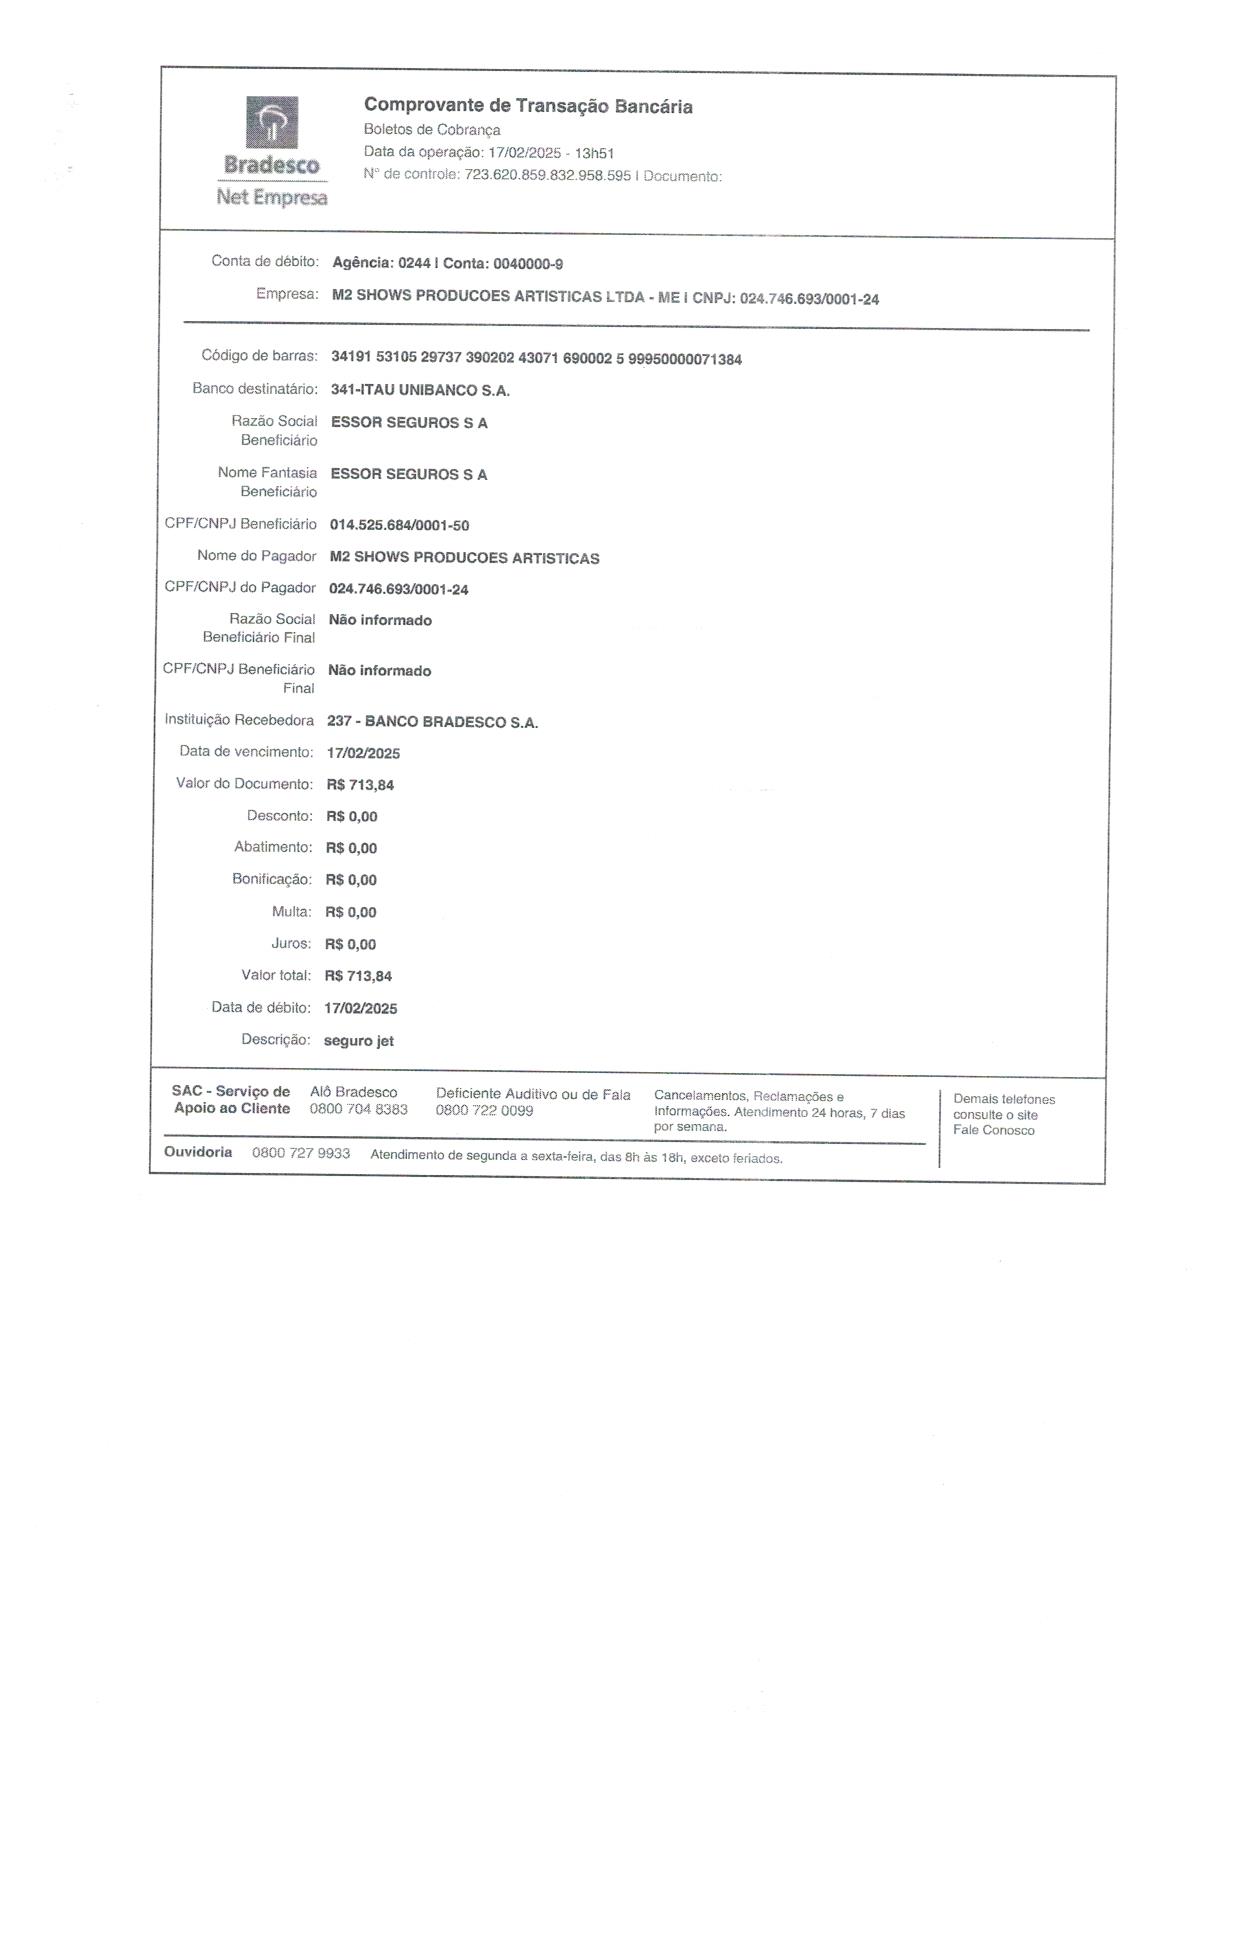 Comprovante de Transação Bancária
Boletos de Cobrança
Data da operação: 17/02/2025 - 13h51
N° de controle: 723.620.859.832.958.595 | Documento:
Bradesco
Net Empresa
Conta de débito: Agência: 0244 | Conta: 0040000-9
Empresa: M2 SHOWS PRODUCOES ARTISTICAS LTDA - ME | CNPJ: 024.746.693/0001-24
Código de barras: 34191 53105 29737 390202 43071 690002 5 99950000071384
Banco destinatário: 341-ITAU UNIBANCO S.A.
Razão Social ESSOR SEGUROS S A
Beneficiário
Nome Fantasia ESSOR SEGUROS S A
Beneficiário
CPF/CNPJ Beneficiário 014.525.684/0001-50
Nome do Pagador M2 SHOWS PRODUCOES ARTISTICAS
CPF/CNPJ do Pagador 024.746.693/0001-24
Razão Social Não informado
Beneficiário Final
CPF/CNPJ Beneficiário Não informado
Final
Instituição Recebedora 237 - BANCO BRADESCO S.A.
Data de vencimento: 17/02/2025
Valor do Documento: R$ 713,84
Desconto: R$ 0,00
Abatimento: R$ 0,00
Bonificação: R$ 0,00
Multa: R$ 0,00
Juros: R$ 0,00
Valor total: R$ 713,84
Data de débito: 17/02/2025
Descrição: seguro jet
SAC - Serviço de
Apoio ao Cliente
Alô Bradesco
0800 704 8383
Deficiente Auditivo ou de Fala
0800 722 0099
Cancelamentos, Reclamações e
Informações. Atendimento 24 horas, 7 dias
por semana.
Demais telefones
consulte o site
Fale Conosco
Ouvidoria 0800 727 9933 Atendimento de segunda a sexta-feira, das 8h às 18h, exceto feriados.